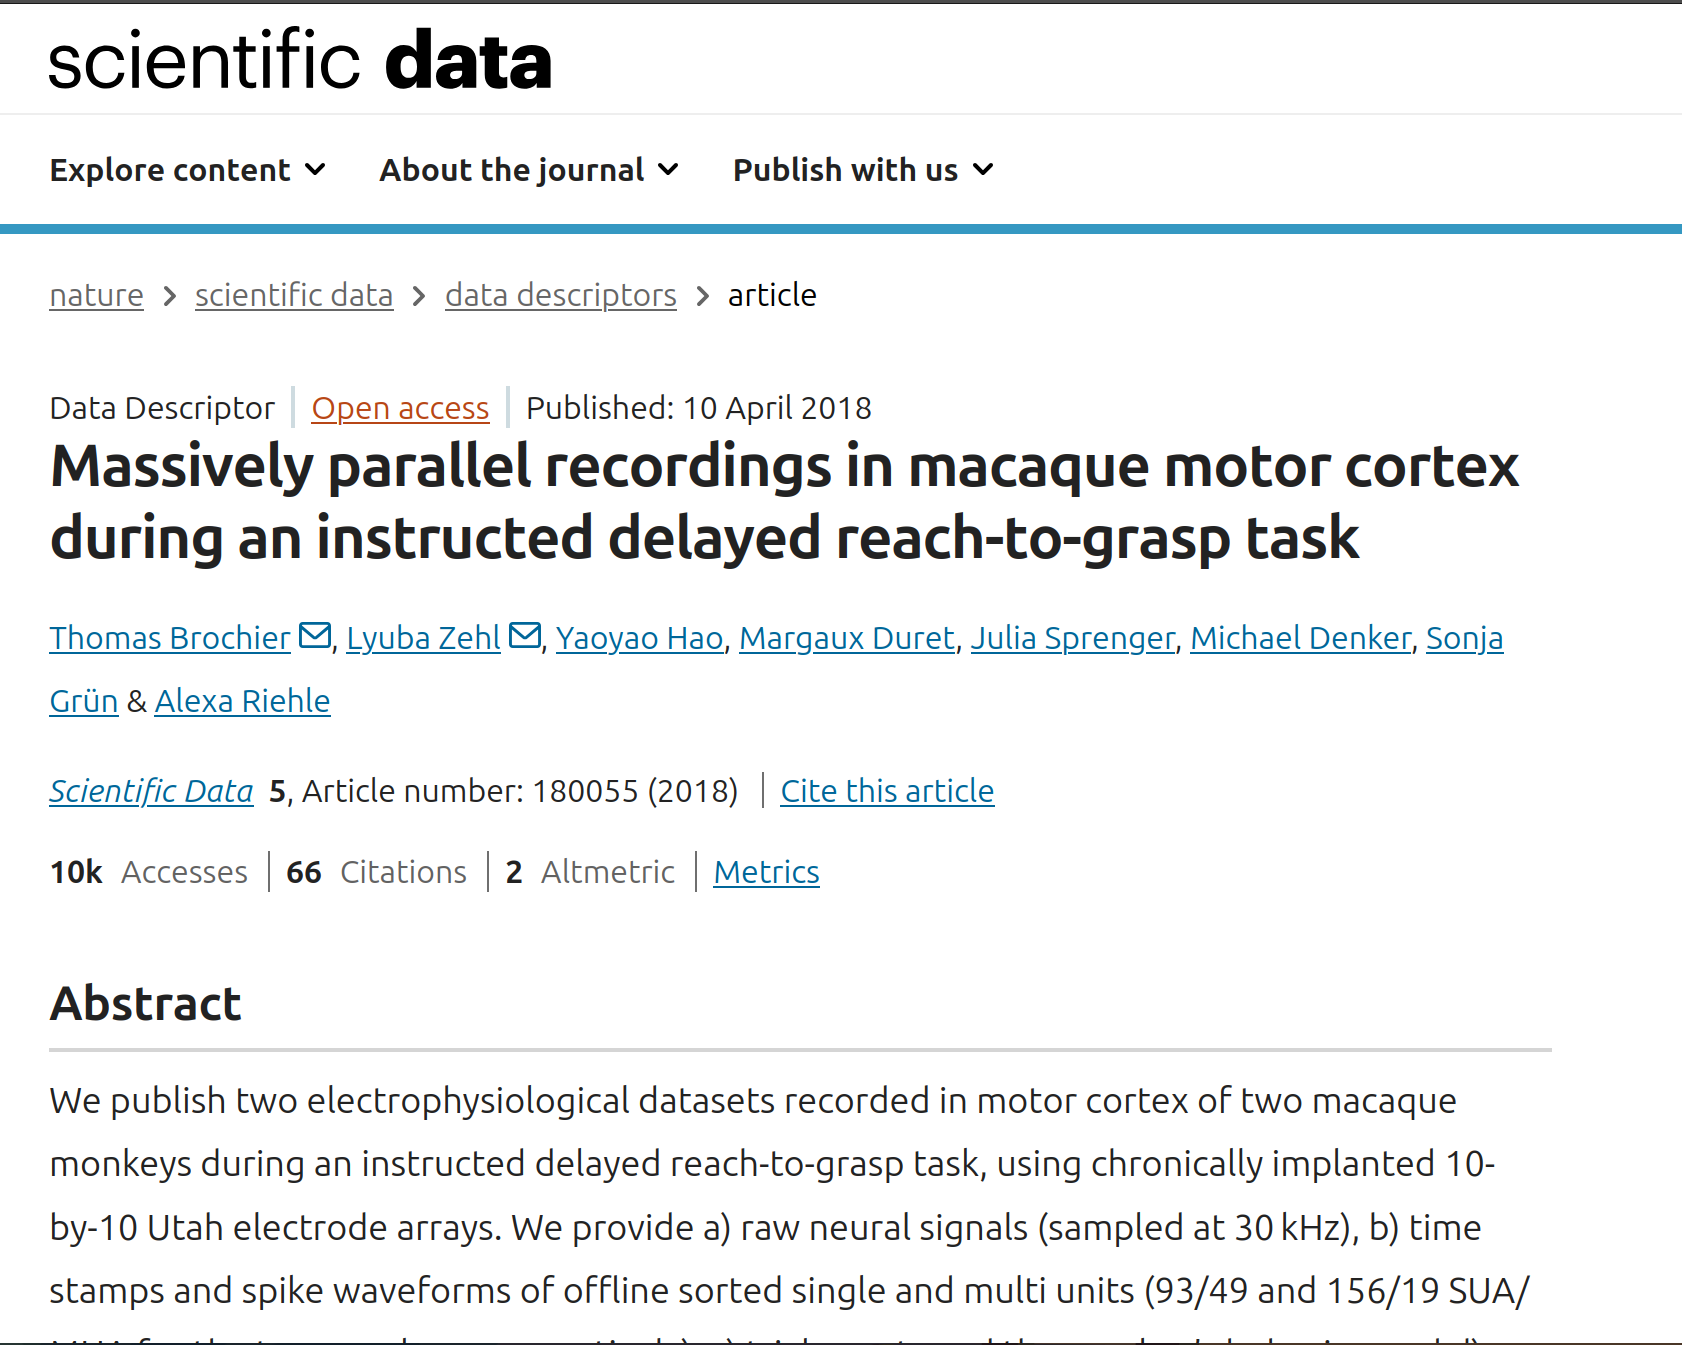 scientific data
Explore content About the journal Publish with us
nature > scientific data > data descriptors > article
Data Descriptor | Open access | Published: 10 April 2018
Massively parallel recordings in macaque motor cortex
during an instructed delayed reach-to-grasp task
Thomas Brochier, Lyuba Zehl, Yaoyao Hao, Margaux Duret, Julia Sprenger, Michael Denker, Sonja
Grün & Alexa Riehle
Scientific Data 5, Article number: 180055 (2018) | Cite this article
10k Accesses | 66 Citations | 2 Altmetric | Metrics
Abstract
We publish two electrophysiological datasets recorded in motor cortex of two macaque
monkeys during an instructed delayed reach-to-grasp task, using chronically implanted 10-
by-10 Utah electrode arrays. We provide a) raw neural signals (sampled at 30 kHz), b) time
stamps and spike waveforms of offline sorted single and multi units (93/49 and 156/19 SUA/